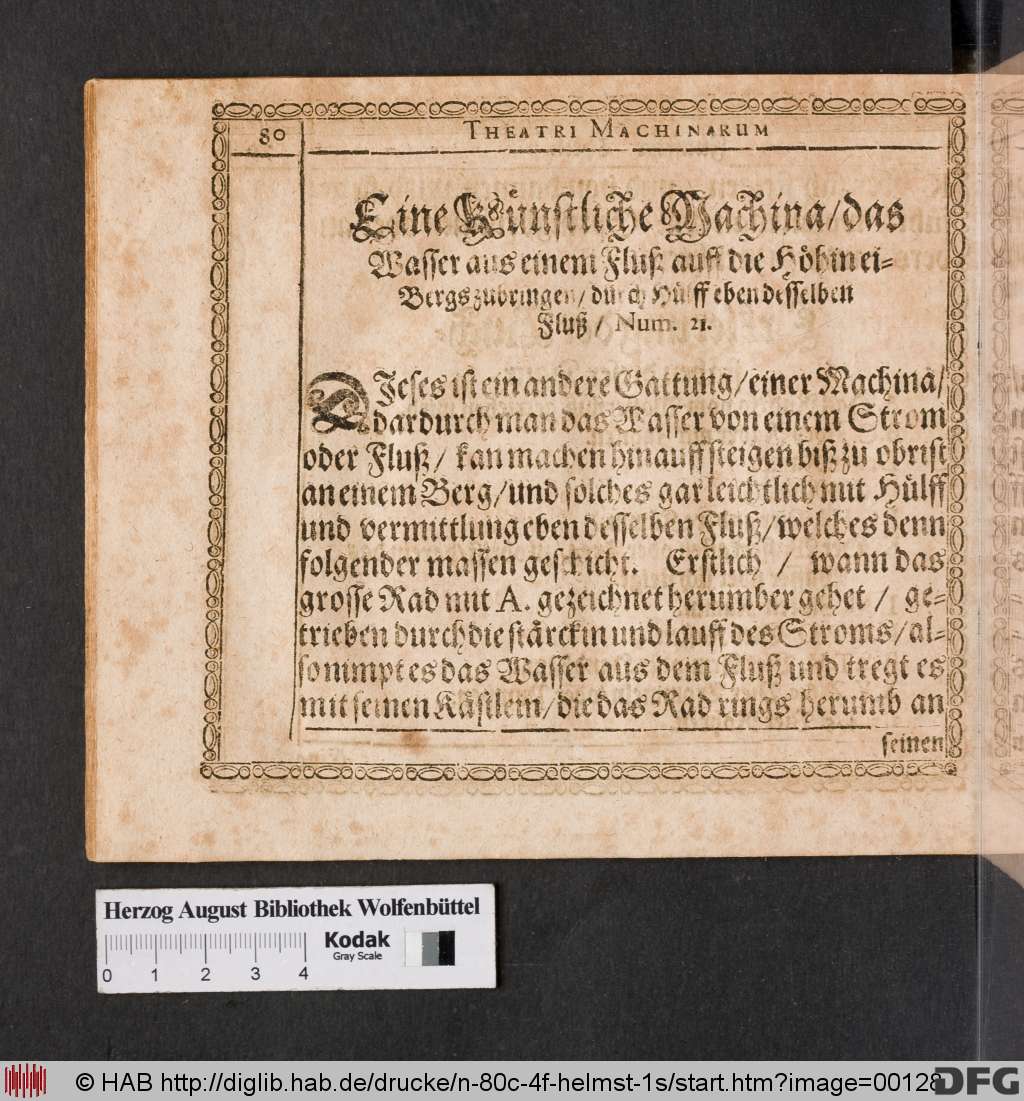 80
THEATRI MACHINARUM
Eine Künstliche Machina/das
Wasser aus einem Fluß auff die Höhin ei-
Bergs zubringen/durch Hülff eben desselben
Fluß / Num. 21.
DJeses ist ein andere Gattung/einer Machina/
dardurch man das Wasser von einem Strom
oder Fluß/ kan machen hinauff steigen biß zu obrist
an einem Berg/und solches gar leichtlich mit Hülff
und vermittlung eben desselben Fluß/welches denn
folgender massen geschicht. Erstlich / wann das
grosse Rad mit A. gezeichnet herumber gehet / ge-
trieben durch die stärckin und lauff des Stroms/al-
so nimpt es das Wasser aus dem Fluß und tregt es
mit seinen Kästlein/die das Rad rings herumb an
seinen
Herzog August Bibliothek Wolfenbüttel
Kodak
Gray Scale
0 1 2 3 4
© HAB http://diglib.hab.de/drucke/n-80c-4f-helmst-1s/start.htm?image=00128
DFG